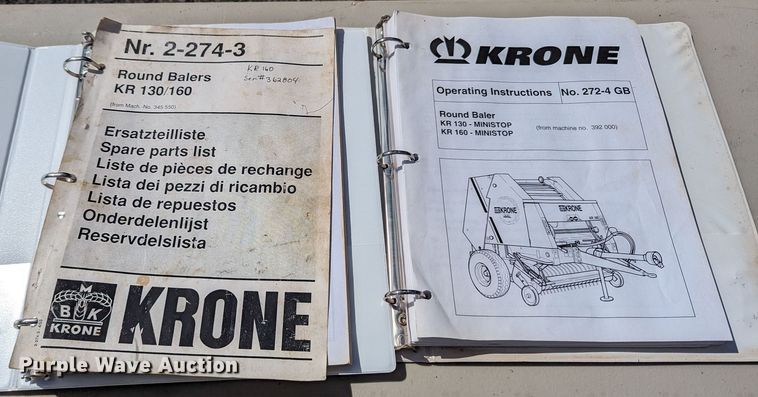 Nr. 2-274-3
Round Balers
KR 130/160
(from Mach. No. 345 550)
KR 160
Ser# 362804
Ersatzteilliste
Spare parts list
Liste de pièces de rechange
Lista dei pezzi di ricambio
Lista de repuestos
Onderdelenlijst
Reservdelslista
M
B K
KRONE
KRONE
KRONE
Operating Instructions No. 272-4 GB
Round Baler
KR 130 - MINISTOP
KR 160 - MINISTOP
(from machine no. 392 000)
KRONE
KRONE
Purple Wave Auction